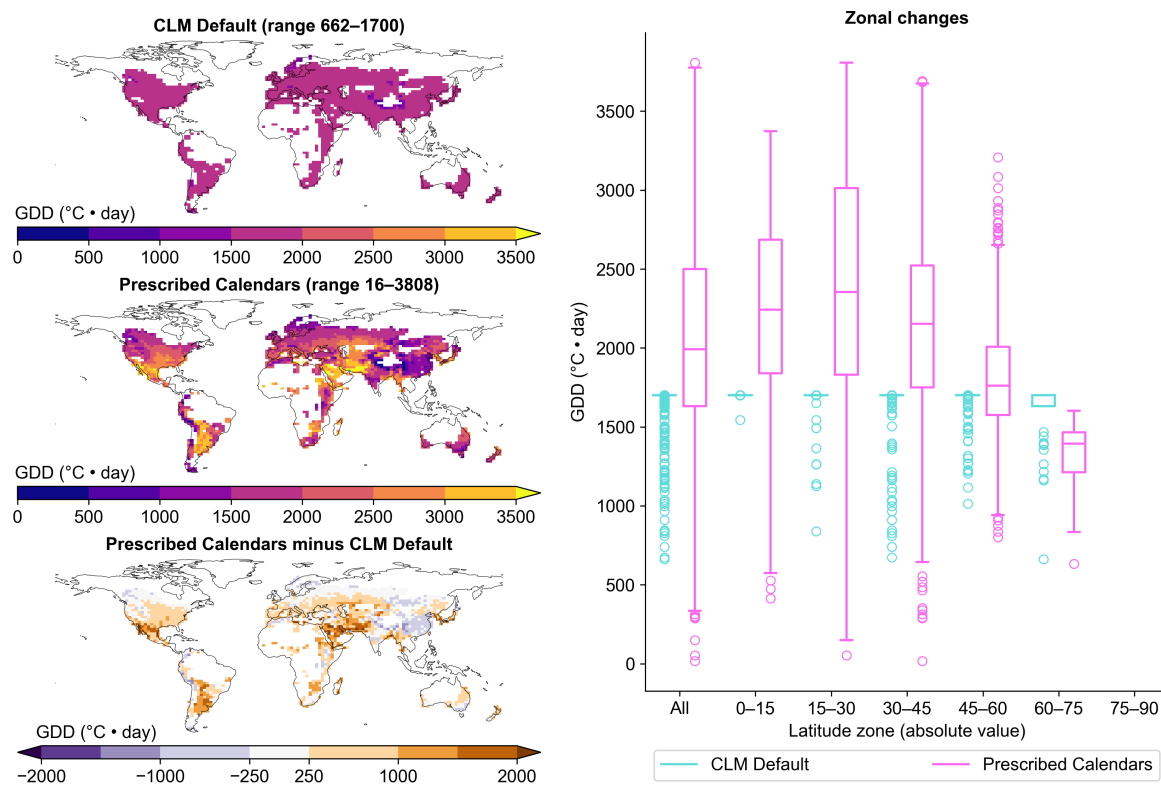 CLM Default (range 662–1700)
GDD (°C • day)
0 500 1000 1500 2000 2500 3000 3500
Prescribed Calendars (range 16–3808)
GDD (°C • day)
0 500 1000 1500 2000 2500 3000 3500
Prescribed Calendars minus CLM Default
GDD (°C • day)
−2000 −1000 −250 250 1000 2000
Zonal changes
GDD (°C • day)
3500
3000
2500
2000
1500
1000
500
0
All 0–15 15–30 30–45 45–60 60–75 75–90
Latitude zone (absolute value)
CLM Default Prescribed Calendars